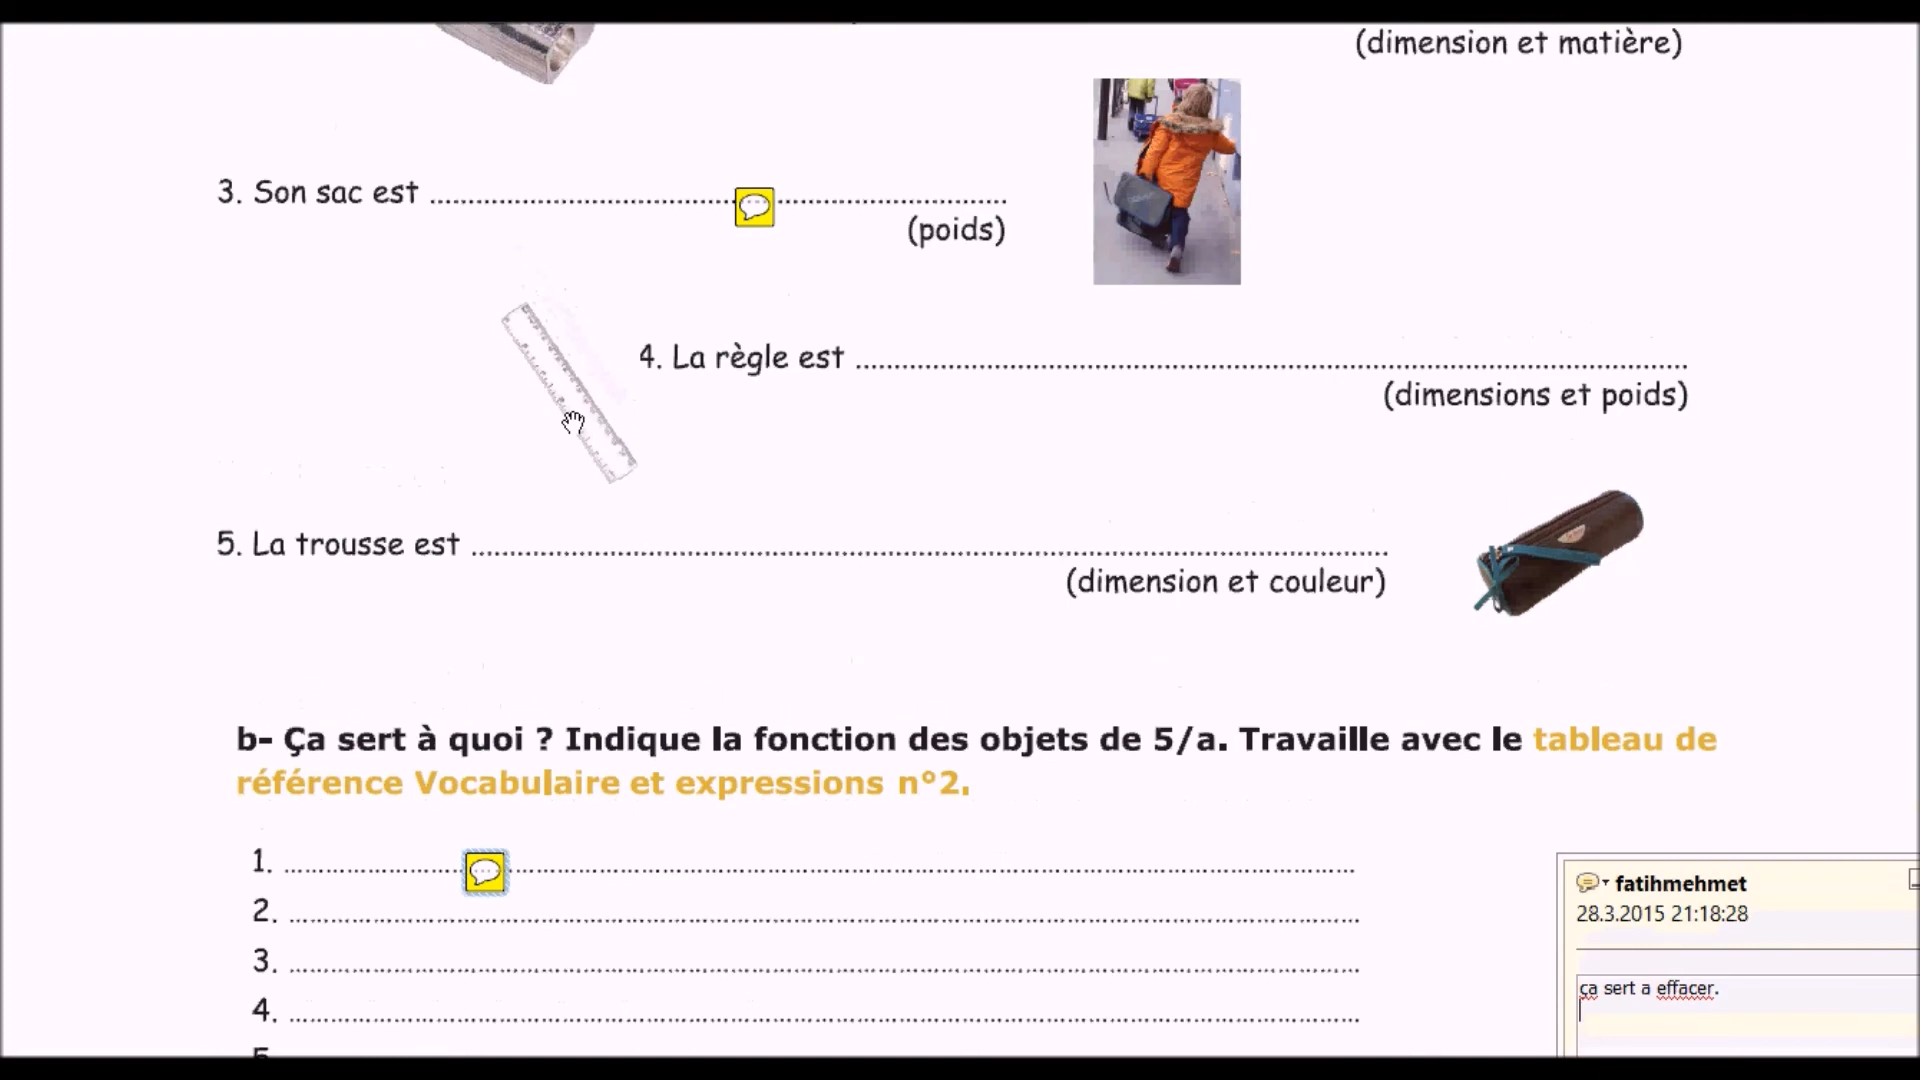 (dimension et matière)
3. Son sac est ........................................................................
(poids)
4. La règle est ........................................................................
(dimensions et poids)
5. La trousse est ........................................................................
(dimension et couleur)
b- Ça sert à quoi ? Indique la fonction des objets de 5/a. Travaille avec le tableau de
référence Vocabulaire et expressions n°2.
1. ........................................................................
2. ........................................................................
3. ........................................................................
4. ........................................................................
fatihmehmet
28.3.2015 21:18:28
ça sert a effacer.